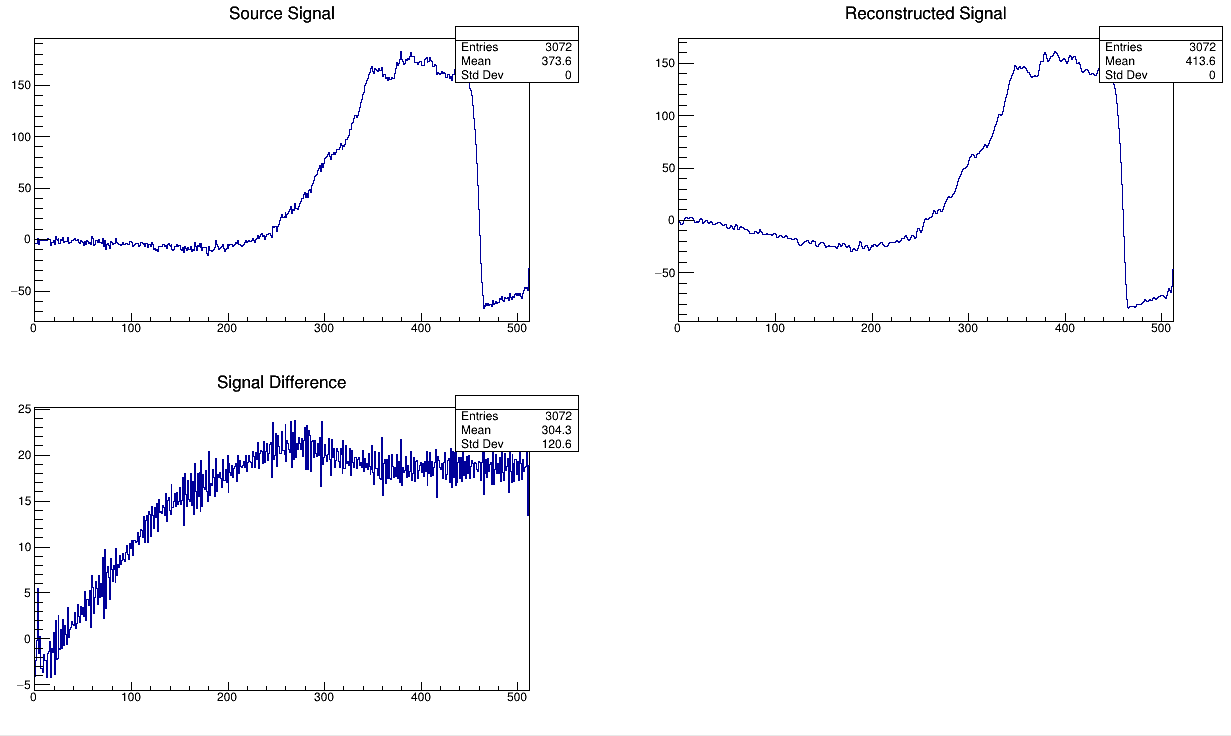 Source Signal
Entries 3072
Mean 373.6
Std Dev 0
150
100
50
0
−50
0 100 200 300 400 500
Reconstructed Signal
Entries 3072
Mean 413.6
Std Dev 0
150
100
50
0
−50
0 100 200 300 400 500
Signal Difference
Entries 3072
Mean 304.3
Std Dev 120.6
25
20
15
10
5
0
−5
0 100 200 300 400 500